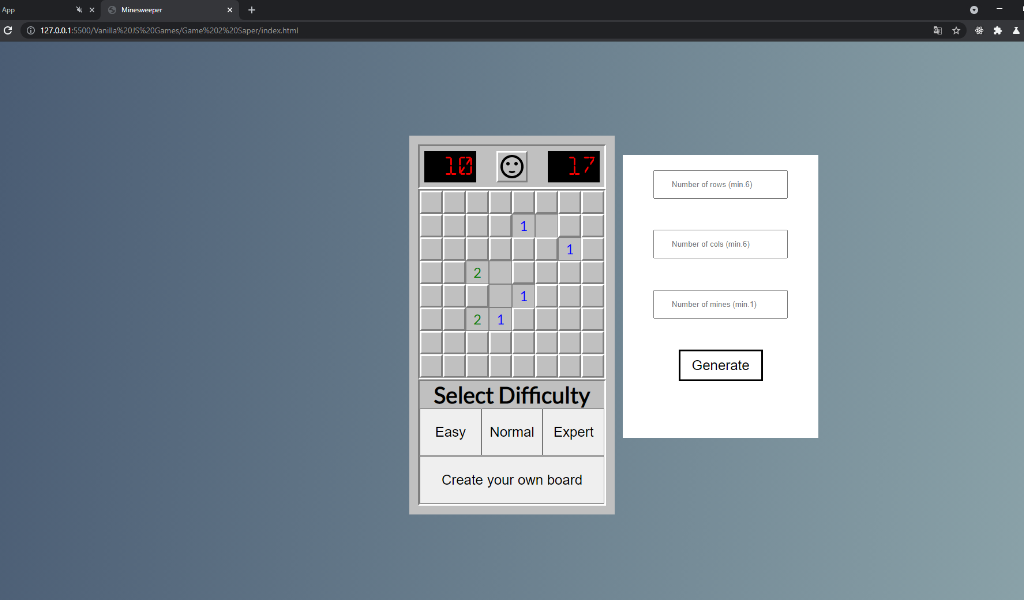 App
Minesweeper
127.0.0.1:5500/Vanilla%20JS%20Games/Game%202%20Saper/index.html
10
17
1
1
2
1
2 1
Select Difficulty
Easy Normal Expert
Create your own board
Number of rows (min.6)
Number of cols (min.6)
Number of mines (min.1)
Generate